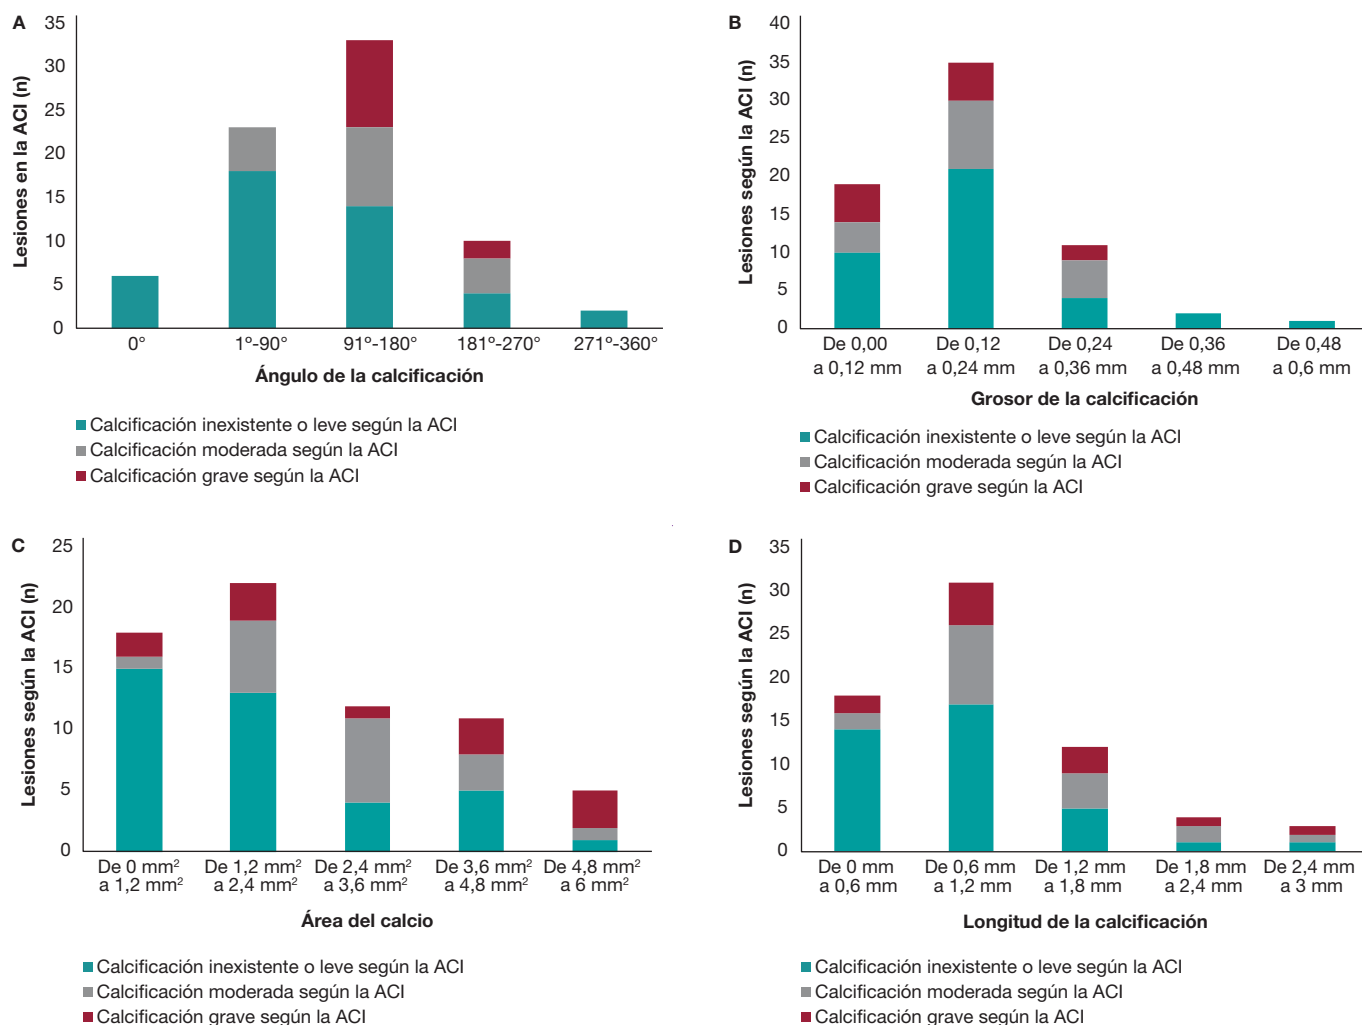 A
Lesiones en la ACI (n)
35
30
25
20
15
10
5
0
0°
1º-90°
91°-180°
181°-270°
271°-360°
Ángulo de la calcificación
Calcificación inexistente o leve según la ACI
Calcificación moderada según la ACI
Calcificación grave según la ACI
B
Lesiones según la ACI (n)
40
35
30
25
20
15
10
5
0
De 0,00 a 0,12 mm
De 0,12 a 0,24 mm
De 0,24 a 0,36 mm
De 0,36 a 0,48 mm
De 0,48 a 0,6 mm
Grosor de la calcificación
Calcificación inexistente o leve según la ACI
Calcificación moderada según la ACI
Calcificación grave según la ACI
C
Lesiones según la ACI (n)
25
20
15
10
5
0
De 0 mm² a 1,2 mm²
De 1,2 mm² a 2,4 mm²
De 2,4 mm² a 3,6 mm²
De 3,6 mm² a 4,8 mm²
De 4,8 mm² a 6 mm²
Área del calcio
Calcificación inexistente o leve según la ACI
Calcificación moderada según la ACI
Calcificación grave según la ACI
D
Lesiones según la ACI (n)
35
30
25
20
15
10
5
0
De 0 mm a 0,6 mm
De 0,6 mm a 1,2 mm
De 1,2 mm a 1,8 mm
De 1,8 mm a 2,4 mm
De 2,4 mm a 3 mm
Longitud de la calcificación
Calcificación inexistente o leve según la ACI
Calcificación moderada según la ACI
Calcificación grave según la ACI